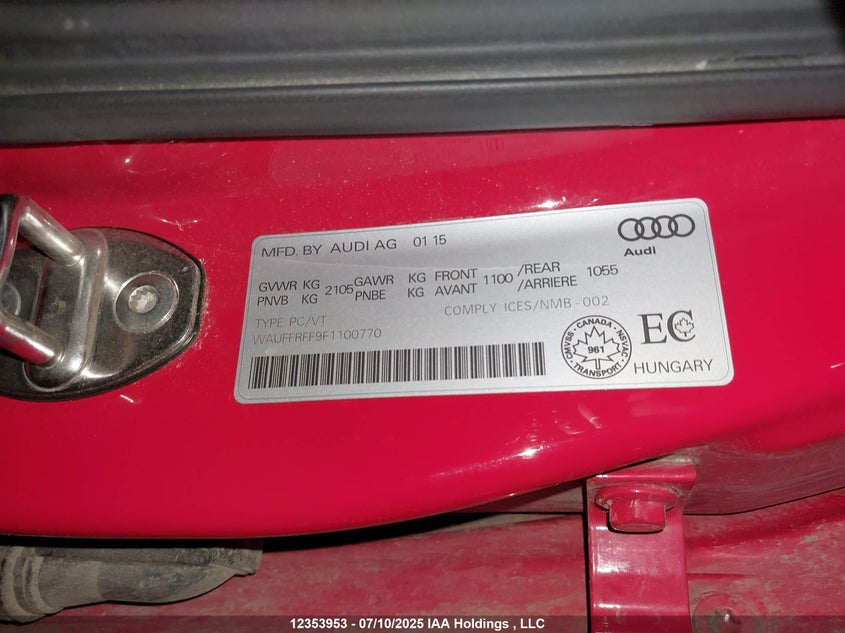 MFD. BY AUDI AG 01 15
Audi
GVWR KG 2105 GAWR KG FRONT 1100 /REAR 1055
PNVB KG PNBE KG AVANT /ARRIERE
COMPLY ICES/NMB - 002
TYPE PC/VT
WAUFFRFF9F1100770
CMVSS - CANADA - NSVAC
961
TRANSPORT
EC
HUNGARY
12353953 - 07/10/2025 IAA Holdings , LLC